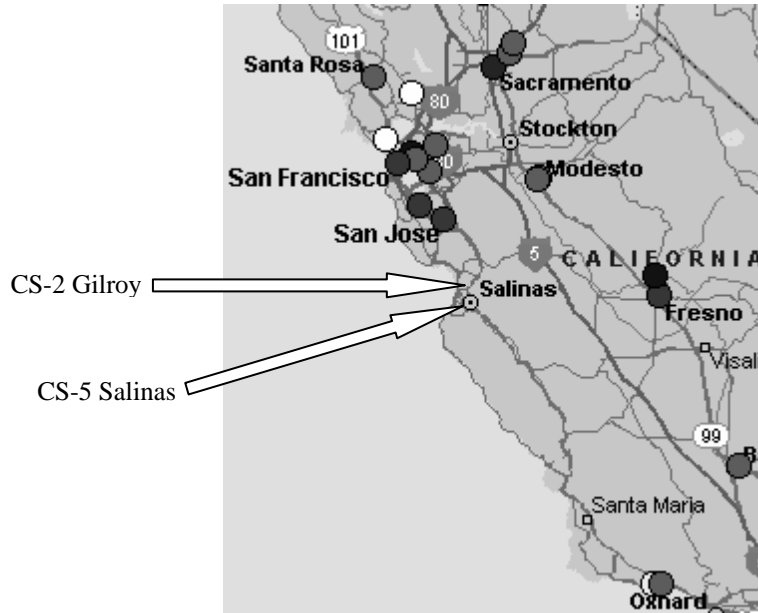 101
Santa Rosa
Sacramento
80
Stockton
San Francisco
Modesto
San Jose
5
CALIFORNIA
CS-2 Gilroy
Salinas
Fresno
CS-5 Salinas
Visal
99
B
Santa Maria
Oxnard